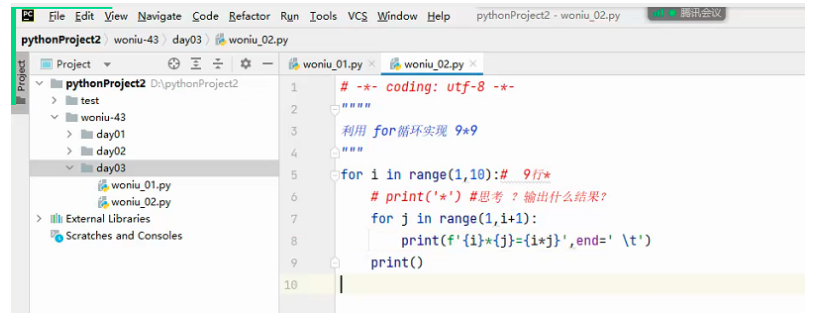 PC File Edit View Navigate Code Refactor Run Tools VCS Window Help pythonProject2 - woniu_02.py 腾讯会议
pythonProject2 woniu-43 day03 woniu_02.py
Project
Project
woniu_01.py woniu_02.py
pythonProject2 D:\pythonProject2
test
woniu-43
day01
day02
day03
woniu_01.py
woniu_02.py
External Libraries
Scratches and Consoles
1 # -*- coding: utf-8 -*-
2 """"
3 利用 for循环实现 9*9
4 """
5 for i in range(1,10):# 9行*
6 # print('*') #思考 ？输出什么结果?
7 for j in range(1,i+1):
8 print(f'{i}*{j}={i*j}',end=' \t')
9 print()
10